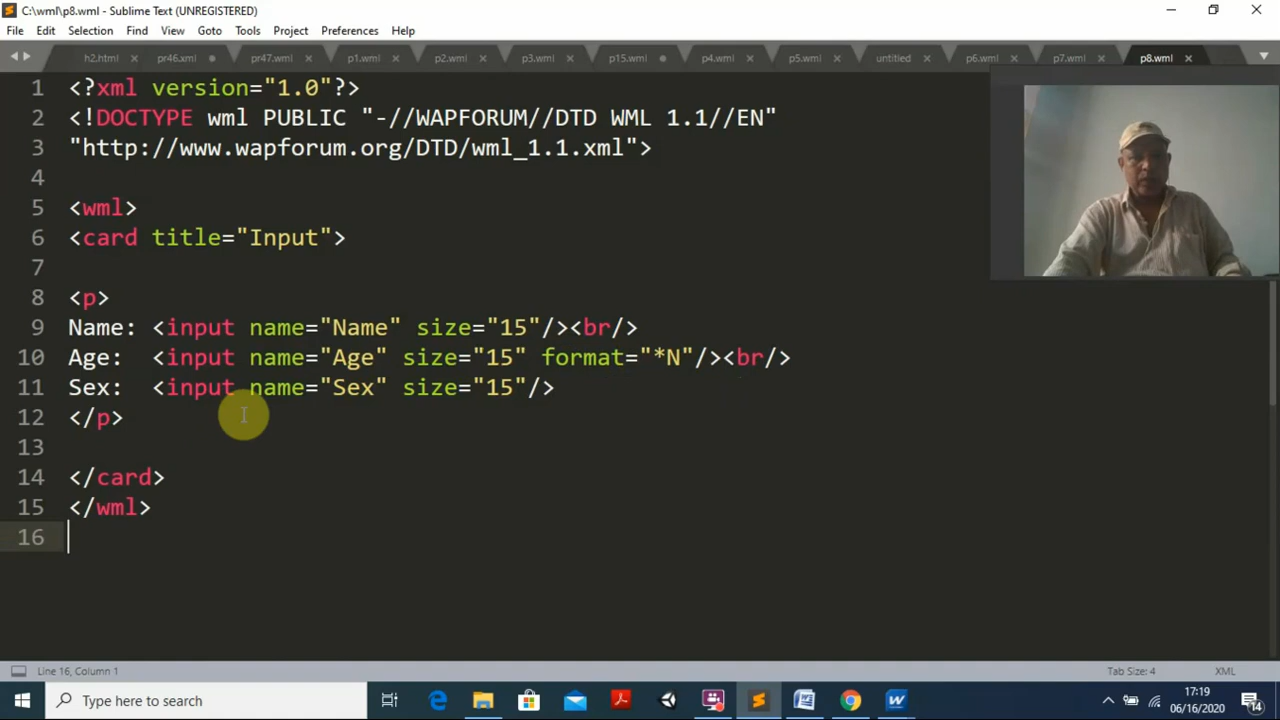 C:\wml\p8.wml - Sublime Text (UNREGISTERED)
File Edit Selection Find View Goto Tools Project Preferences Help
h2.html pr46.xml pr47.wml p1.wml p2.wml p3.wml p15.wml p4.wml p5.wml untitled p6.wml p7.wml p8.wml
1 <?xml version="1.0"?>
2 <!DOCTYPE wml PUBLIC "-//WAPFORUM//DTD WML 1.1//EN"
3 "http://www.wapforum.org/DTD/wml_1.1.xml">
4
5 <wml>
6 <card title="Input">
7
8 <p>
9 Name: <input name="Name" size="15"/><br/>
10 Age: <input name="Age" size="15" format="*N"/><br/>
11 Sex: <input name="Sex" size="15"/>
12 </p>
13
14 </card>
15 </wml>
16
Line 16, Column 1 Tab Size: 4 XML
Type here to search 17:19
06/16/2020 14